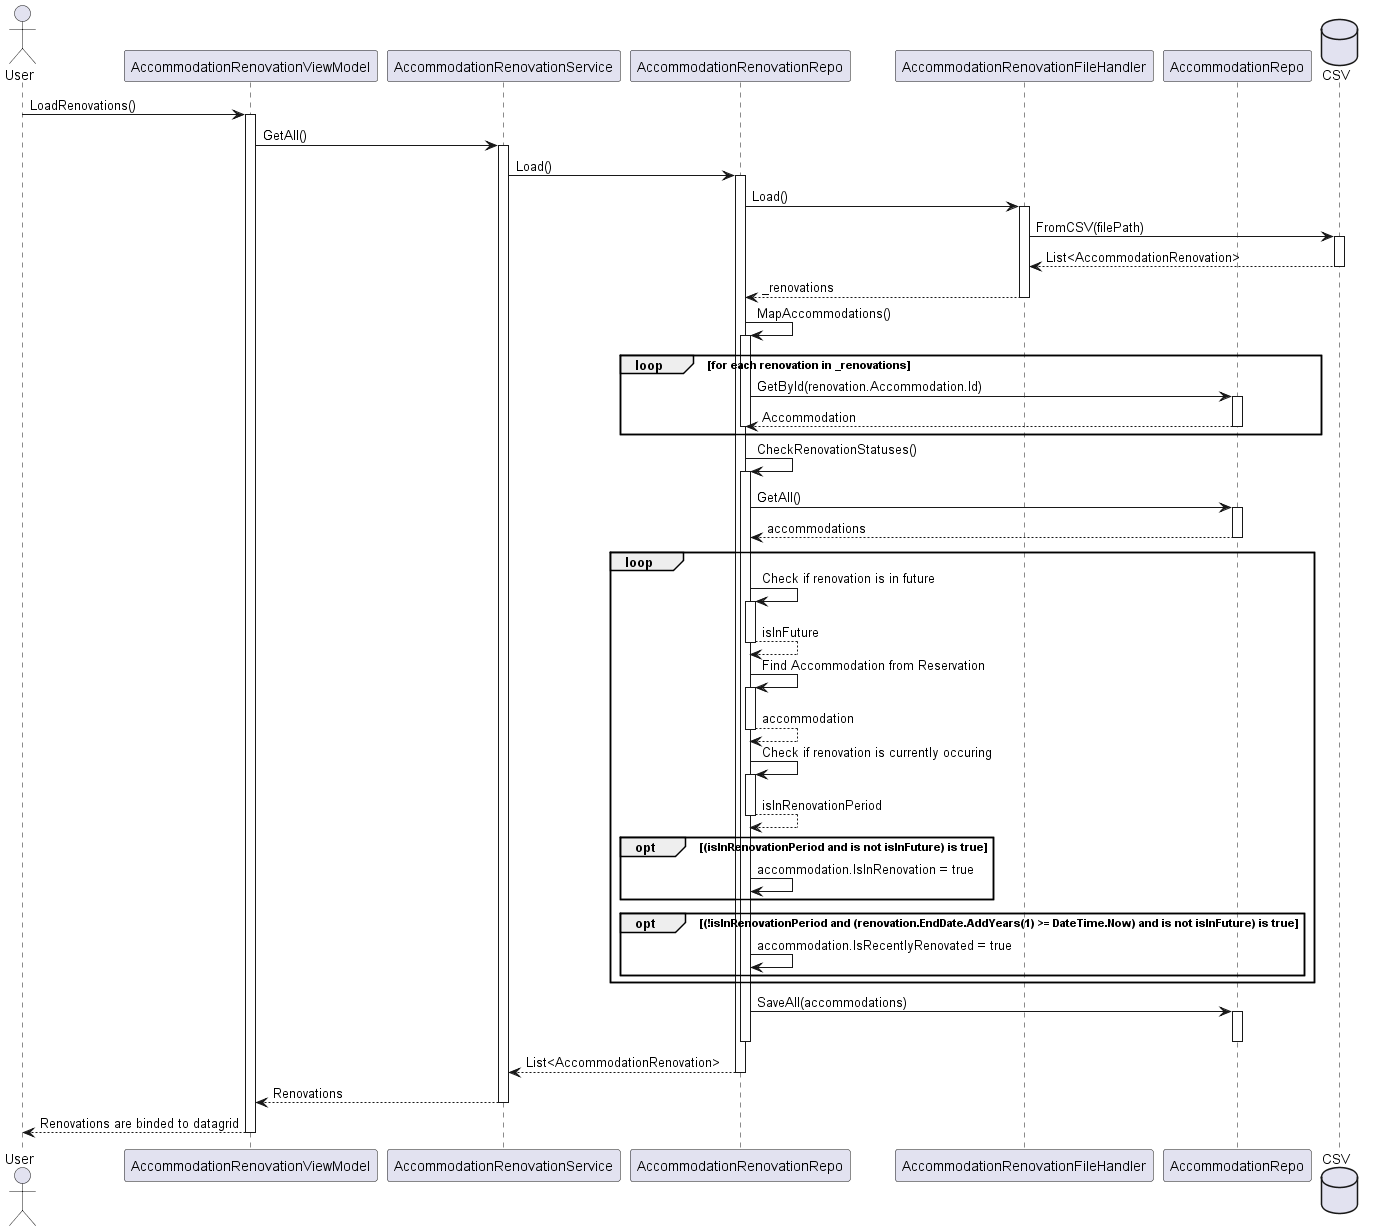 User
AccommodationRenovationViewModel
AccommodationRenovationService
AccommodationRenovationRepo
AccommodationRenovationFileHandler
AccommodationRepo
CSV
LoadRenovations()
GetAll()
Load()
Load()
FromCSV(filePath)
List<AccommodationRenovation>
_renovations
MapAccommodations()
loop [for each renovation in _renovations]
GetById(renovation.Accommodation.Id)
Accommodation
CheckRenovationStatuses()
GetAll()
accommodations
loop
Check if renovation is in future
isInFuture
Find Accommodation from Reservation
accommodation
Check if renovation is currently occuring
isInRenovationPeriod
opt [(isInRenovationPeriod and is not isInFuture) is true]
accommodation.IsInRenovation = true
opt [(!isInRenovationPeriod and (renovation.EndDate.AddYears(1) >= DateTime.Now) and is not isInFuture) is true]
accommodation.IsRecentlyRenovated = true
SaveAll(accommodations)
List<AccommodationRenovation>
Renovations
Renovations are binded to datagrid
User
AccommodationRenovationViewModel
AccommodationRenovationService
AccommodationRenovationRepo
AccommodationRenovationFileHandler
AccommodationRepo
CSV